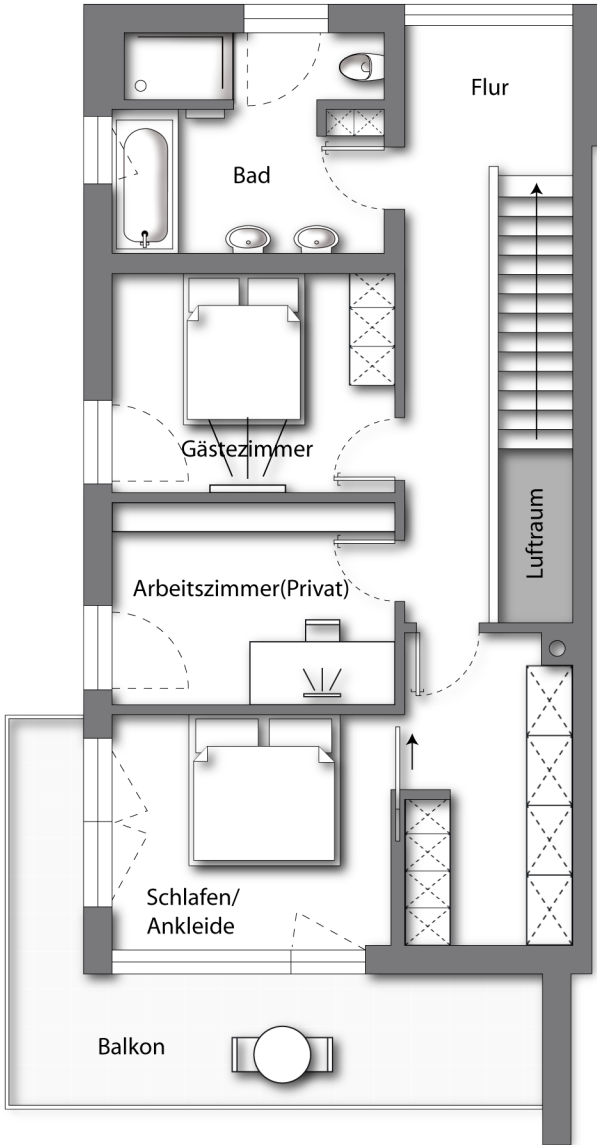 Flur
Bad
Gästezimmer
Luftraum
Arbeitszimmer(Privat)
Schlafen/
Ankleide
Balkon